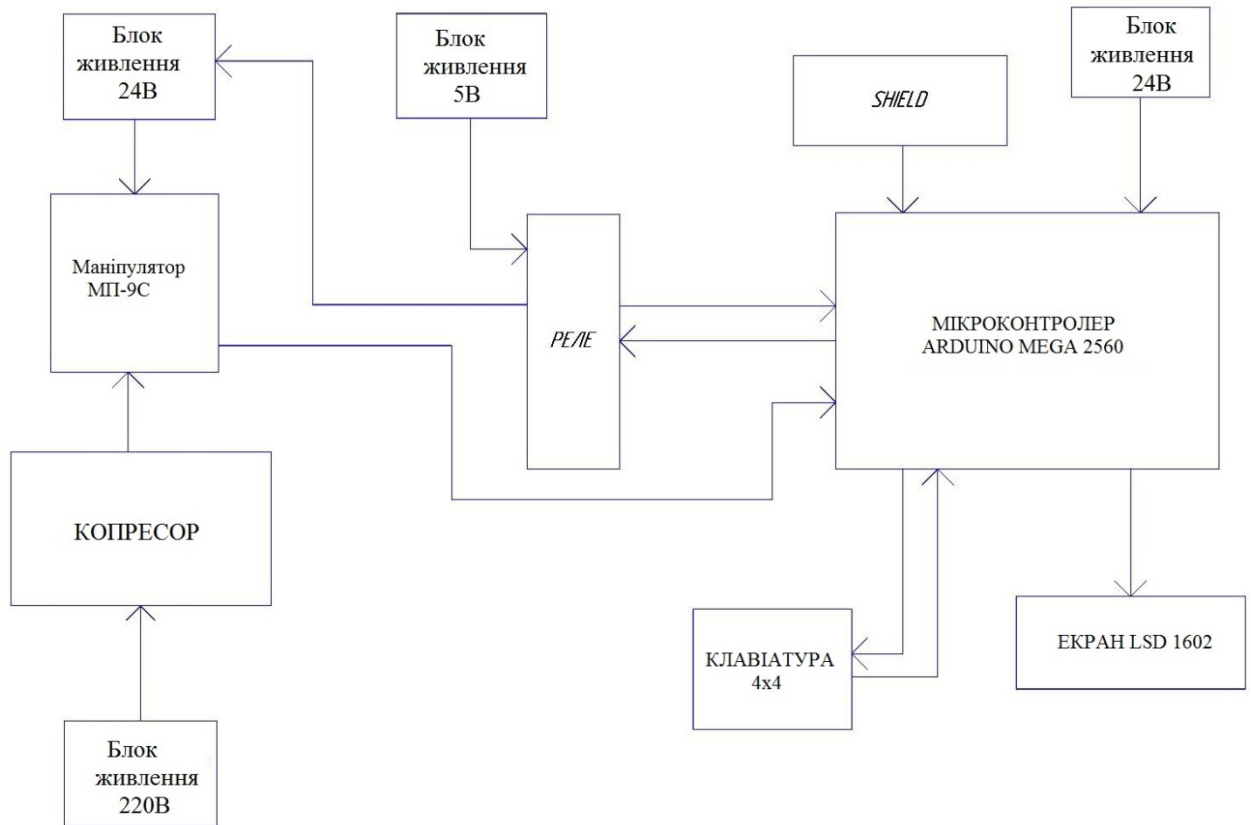 Блок
живлення
24В
Блок
живлення
5В
SHIELD
Блок
живлення
24В
Маніпулятор
МП-9С
РЕЛЕ
МІКРОКОНТРОЛЕР
ARDUINO MEGA 2560
КОПРЕСОР
КЛАВІАТУРА
4x4
ЕКРАН LSD 1602
Блок
живлення
220В